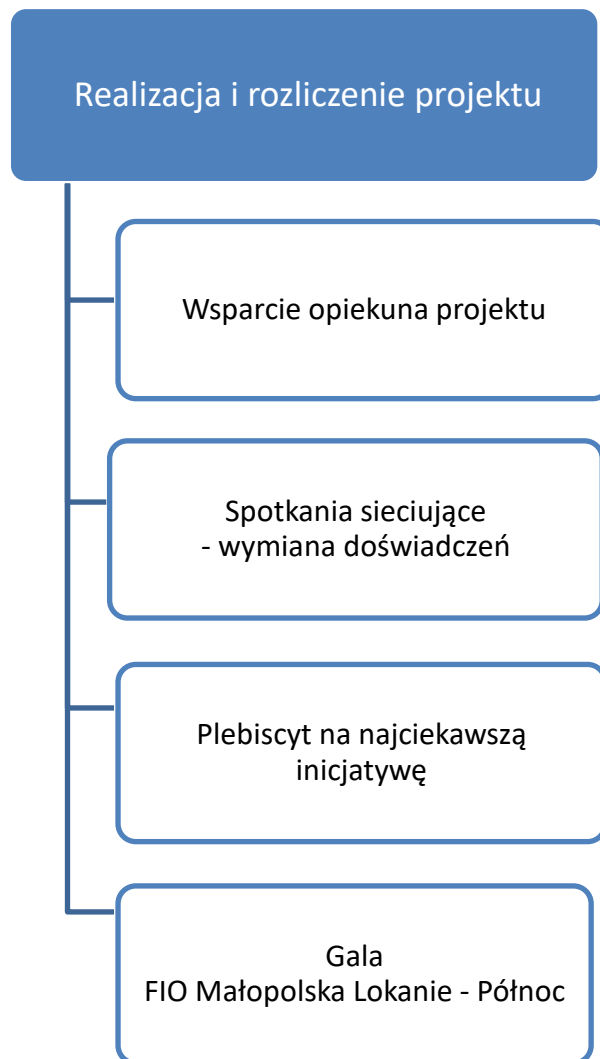 Realizacja i rozliczenie projektu
Wsparcie opiekuna projektu
Spotkania sieciujące
- wymiana doświadczeń
Plebiscyt na najciekawszą
inicjatywę
Gala
FIO Małopolska Lokanie - Północ